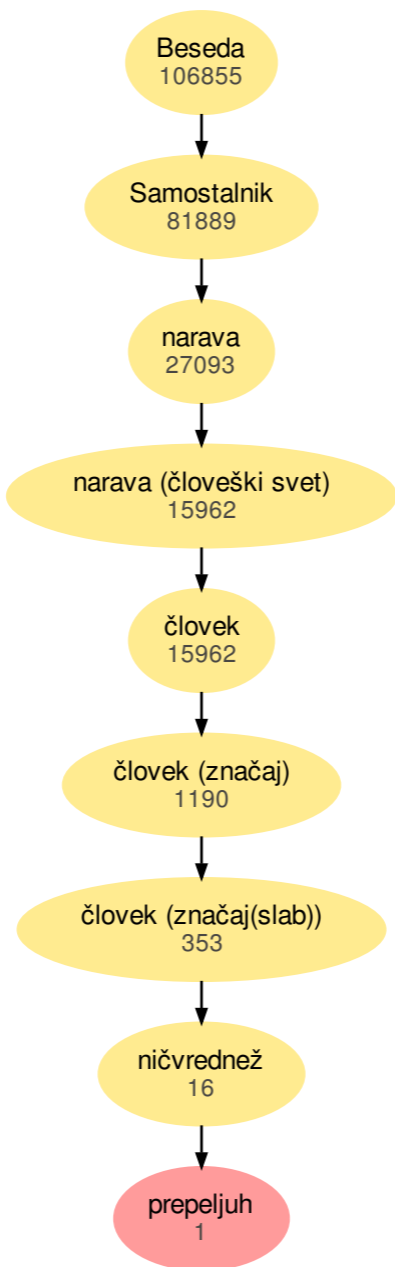 Beseda
106855
Samostalnik
81889
narava
27093
narava (človeški svet)
15962
človek
15962
človek (značaj)
1190
človek (značaj(slab))
353
ničvrednež
16
prepeljuh
1